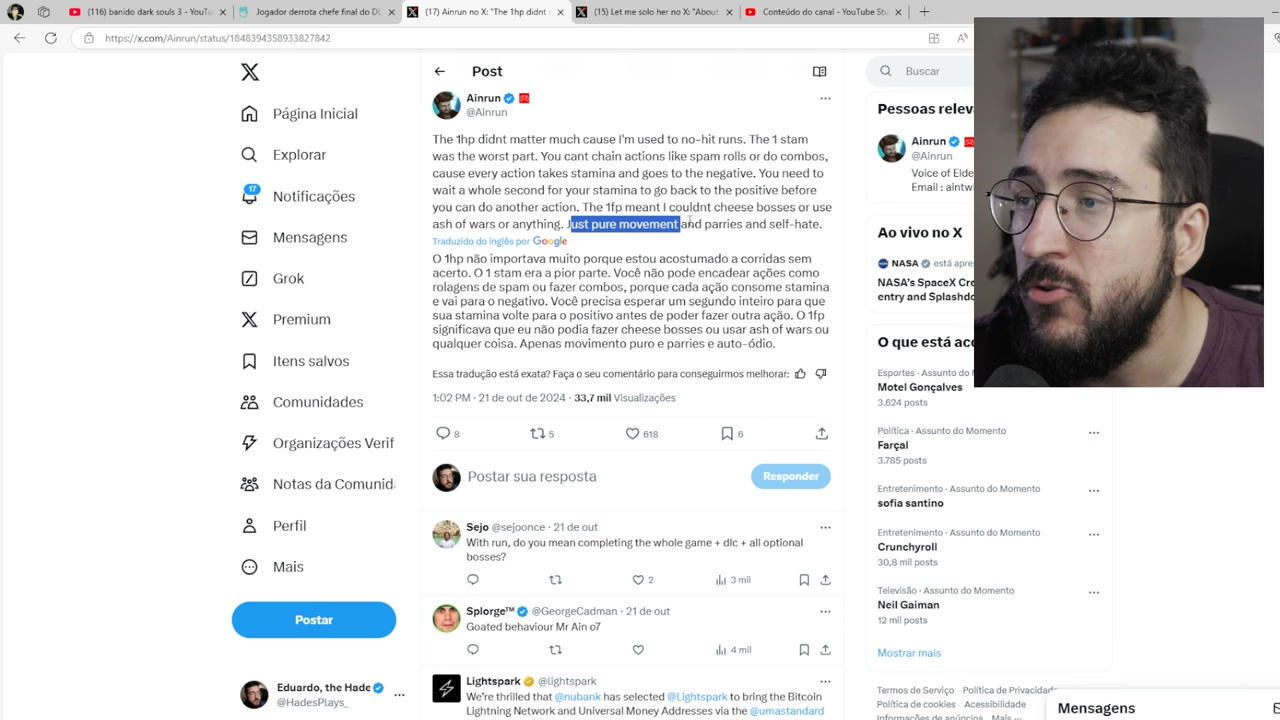 (116) banido dark souls 3 - YouTu
Jogador derrota chefe final do DL
(17) Ainrun no X: "The 1hp didnt
(15) Let me solo her no X: "About
Conteúdo do canal - YouTube Stu
https://x.com/Ainrun/status/1848394358933827842
Página Inicial
Explorar
17
Notificações
Mensagens
Grok
Premium
Itens salvos
Comunidades
Organizações Verif
Notas da Comunida
Perfil
Mais
Postar
Eduardo, the Hade
@HadesPlays_
Post
Ainrun
@Ainrun
The 1hp didnt matter much cause I'm used to no-hit runs. The 1 stam
was the worst part. You cant chain actions like spam rolls or do combos,
cause every action takes stamina and goes to the negative. You need to
wait a whole second for your stamina to go back to the positive before
you can do another action. The 1fp meant I couldnt cheese bosses or use
ash of wars or anything. Just pure movement and parries and self-hate.
Traduzido do inglês por Google
O 1hp não importava muito porque estou acostumado a corridas sem
acerto. O 1 stam era a pior parte. Você não pode encadear ações como
rolagens de spam ou fazer combos, porque cada ação consome stamina
e vai para o negativo. Você precisa esperar um segundo inteiro para que
sua stamina volte para o positivo antes de poder fazer outra ação. O 1fp
significava que eu não podia fazer cheese bosses ou usar ash of wars ou
qualquer coisa. Apenas movimento puro e parries e auto-ódio.
Essa tradução está exata? Faça o seu comentário para conseguirmos melhorar:
1:02 PM · 21 de out de 2024 · 33,7 mil Visualizações
8 5 618 6
Postar sua resposta
Responder
Sejo @sejoonce · 21 de out
With run, do you mean completing the whole game + dlc + all optional
bosses?
2 3 mil
Splorge™ @GeorgeCadman · 21 de out
Goated behaviour Mr Ain o7
4 mil
Lightspark @lightspark
We're thrilled that @nubank has selected @Lightspark to bring the Bitcoin
Lightning Network and Universal Money Addresses via the @umastandard
Buscar
Pessoas relev
Ainrun
@Ainrun
Voice of Elde
Email : aintw
Ao vivo no X
NASA está apre
NASA's SpaceX Cr
entry and Splashdo
O que está aco
Esportes · Assunto do M
Motel Gonçalves
3.624 posts
Política · Assunto do Momento
Farçal
3.785 posts
Entretenimento · Assunto do Momento
sofia santino
Entretenimento · Assunto do Momento
Crunchyroll
30,8 mil posts
Televisão · Assunto do Momento
Neil Gaiman
12 mil posts
Mostrar mais
Termos de Serviço Política de Privacidade
Política de cookies Acessibilidade
Informações de anúncios Mais ...
Mensagens